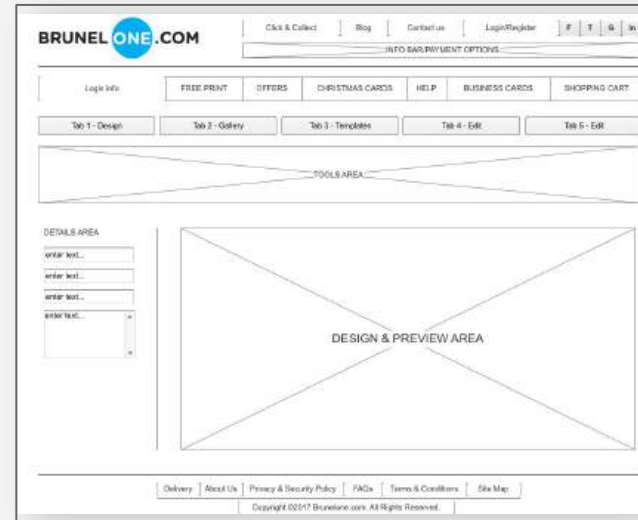 BRUNEL ONE .COM
Click & Collect Blog Contact us Login/Register F T G in
INFO BAR/PAYMENT OPTIONS
Login info FREE PRINT OFFERS CHRISTMAS CARDS HELP BUSINESS CARDS SHOPPING CART
Tab 1 - Design Tab 2 - Gallery Tab 3 - Templates Tab 4 - Edit Tab 5 - Edit
TOOLS AREA
DETAILS AREA
enter text...
enter text...
enter text...
enter text...
DESIGN & PREVIEW AREA
Delivery About Us Privacy & Security Policy FAQs Terms & Conditions Site Map
Copyright ©2017 Brunelone.com. All Rights Reserved.